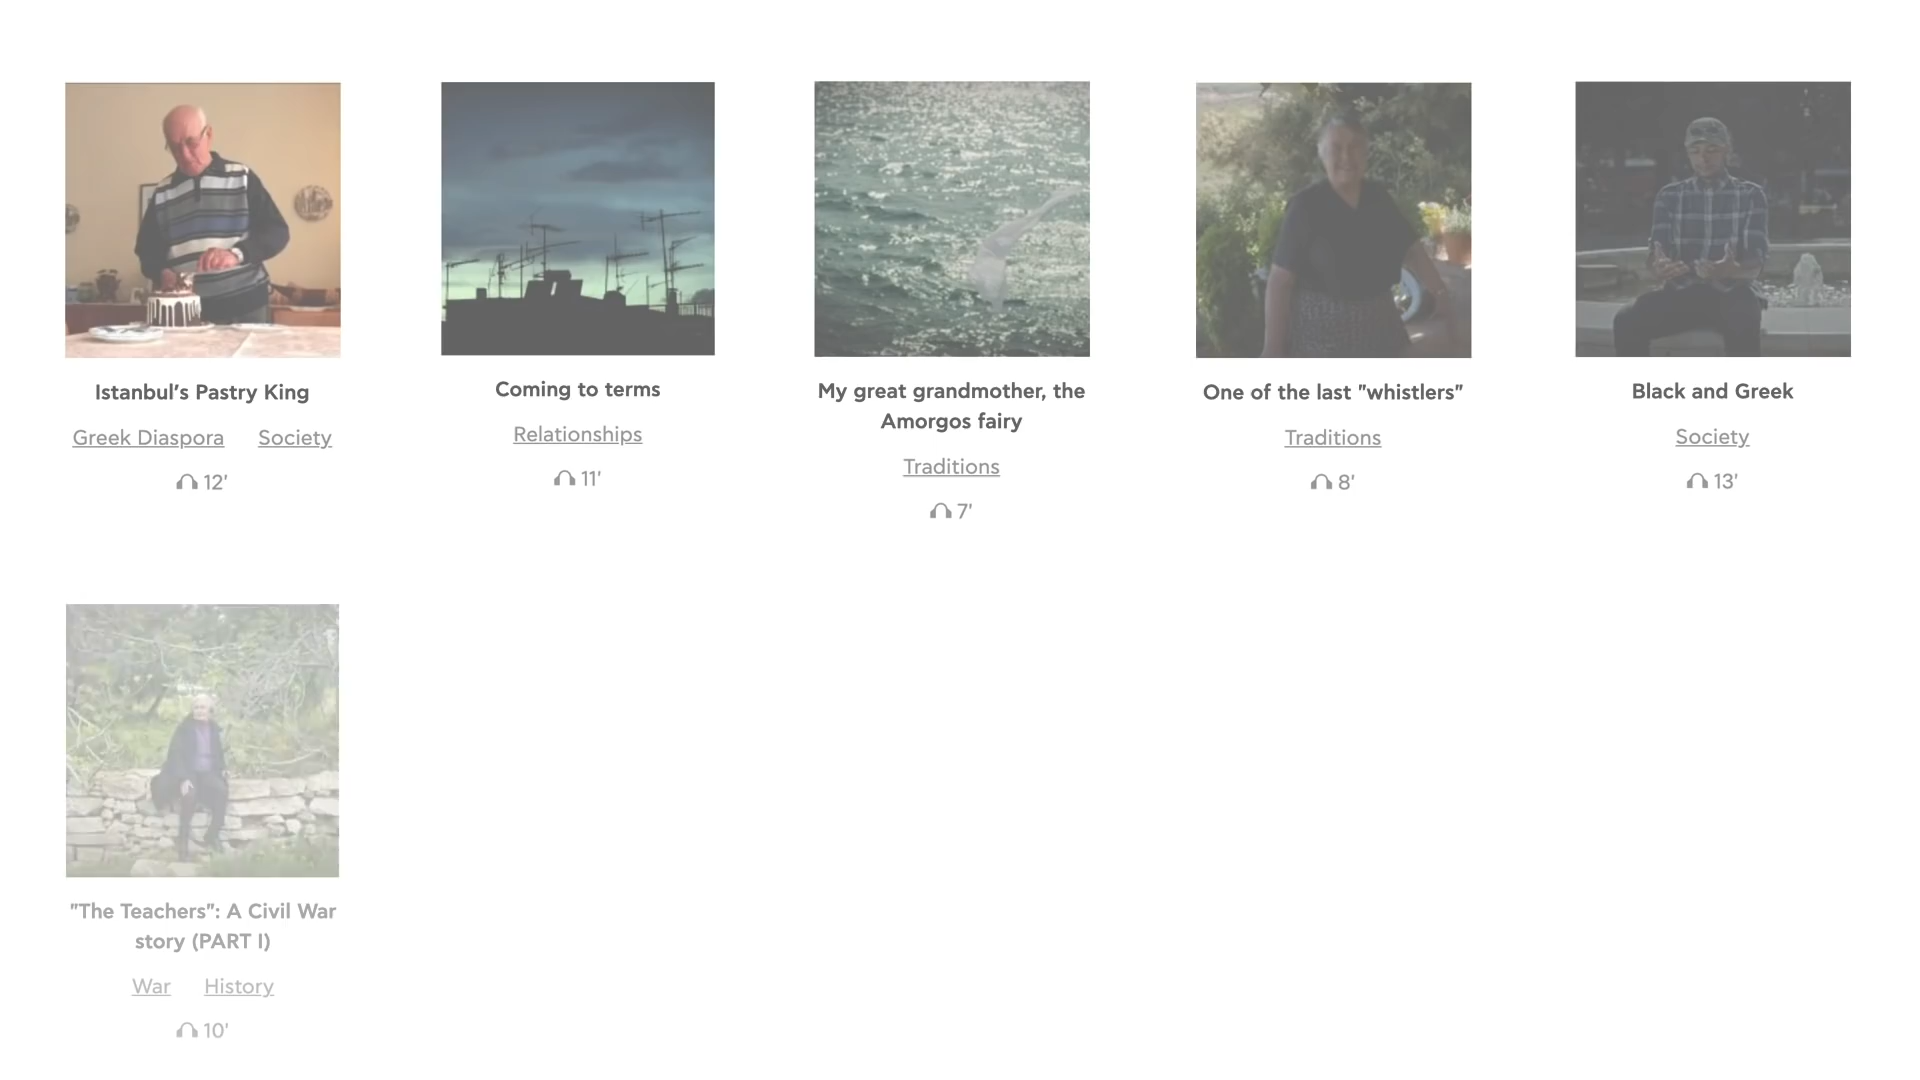 Istanbul's Pastry King
Greek Diaspora Society
12'
Coming to terms
Relationships
11'
My great grandmother, the
Amorgos fairy
Traditions
7'
One of the last "whistlers"
Traditions
8'
Black and Greek
Society
13'
"The Teachers": A Civil War
story (PART I)
War History
10'